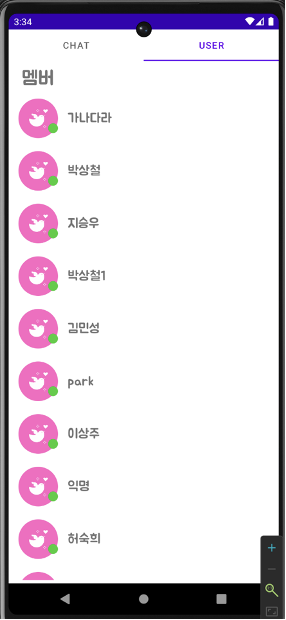 3:34
CHAT
USER
멤버
가나다라
박상철
지승우
박상철1
김민성
park
이상주
익명
허숙희